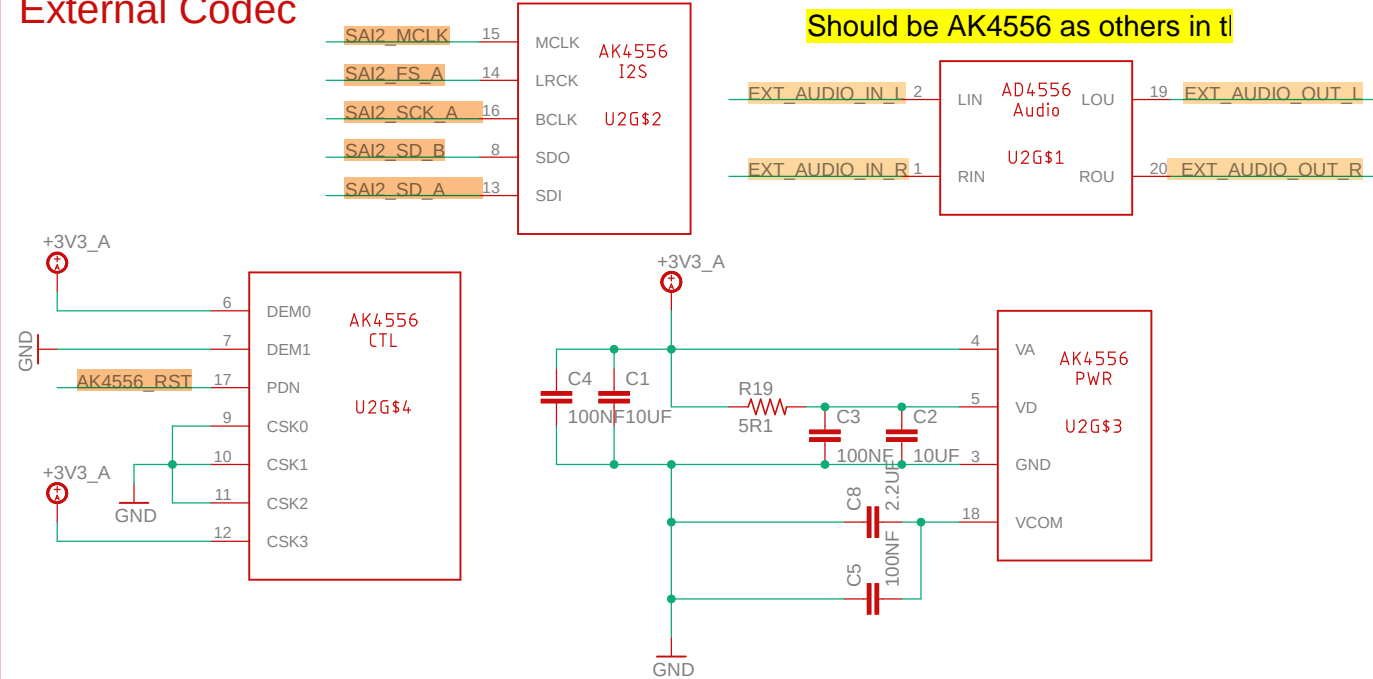 External Codec
Should be AK4556 as others in t
SAI2_MCLK 15 MCLK
SAI2_FS_A 14 LRCK
SAI2_SCK_A 16 BCLK
SAI2_SD_B 8 SDO
SAI2_SD_A 13 SDI
AK4556
I2S
U2G$2
EXT_AUDIO_IN_L 2 LIN
EXT_AUDIO_IN_R 1 RIN
AD4556
Audio
U2G$1
LOU 19 EXT_AUDIO_OUT_L
ROU 20 EXT_AUDIO_OUT_R
+3V3_A
6 DEM0
GND 7 DEM1
AK4556_RST 17 PDN
9 CSK0
10 CSK1
11 CSK2
12 CSK3
+3V3_A
GND
AK4556
CTL
U2G$4
+3V3_A
C4
100NF
C1
10UF
R19
5R1
C3
100NF
C2
10UF
C8
2.2UF
C5
100NF
GND
4 VA
5 VD
3 GND
18 VCOM
AK4556
PWR
U2G$3